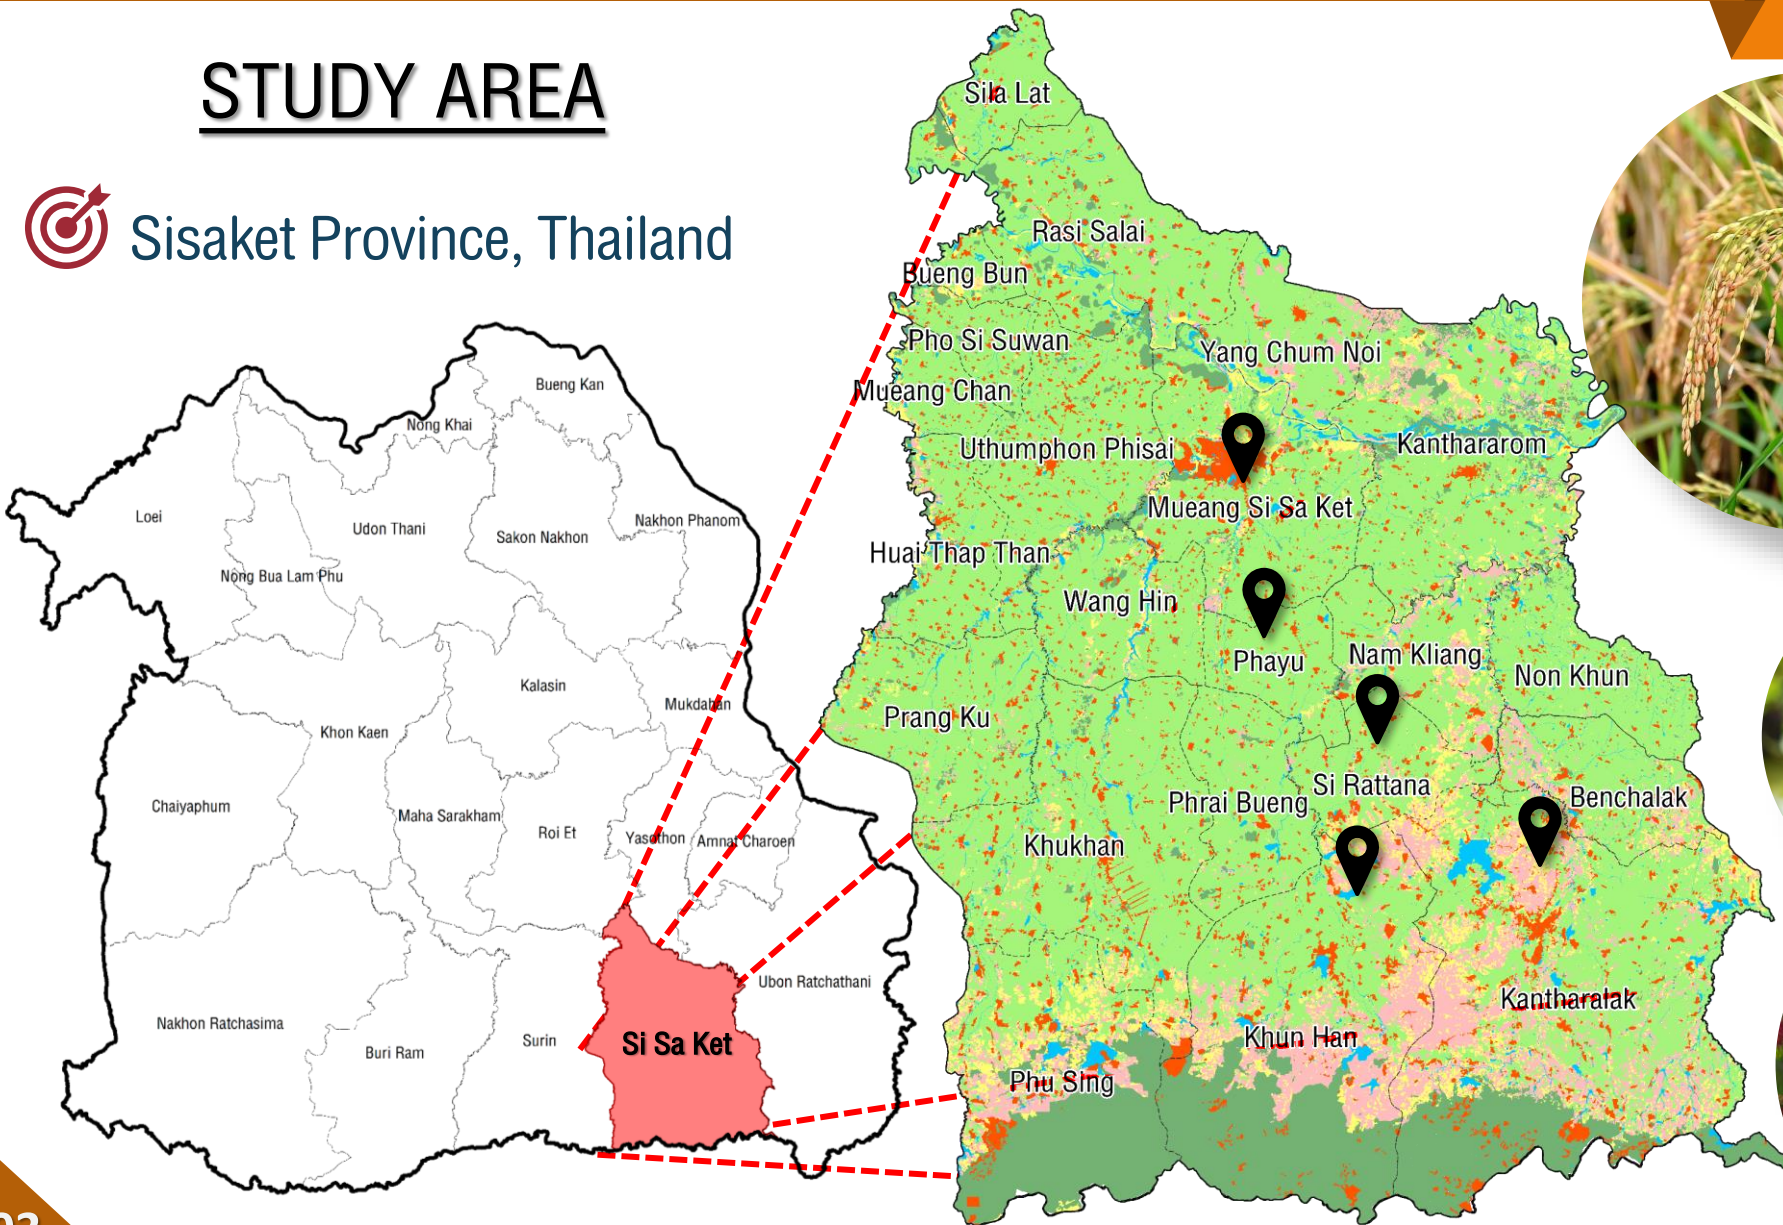 STUDY AREA
Sisaket Province, Thailand
Bueng Kan
Nong Khai
Loei
Udon Thani
Nakhon Phanom
Sakon Nakhon
Nong Bua Lam Phu
Kalasin
Mukdahan
Khon Kaen
Chaiyaphum
Maha Sarakham
Roi Et
Yasothon
Amnat Charoen
Ubon Ratchathani
Nakhon Ratchasima
Surin
Buri Ram
Si Sa Ket
Sila Lat
Rasi Salai
Bueng Bun
Pho Si Suwan
Yang Chum Noi
Mueang Chan
Uthumphon Phisai
Kanthararom
Mueang Si Sa Ket
Huai Thap Than
Wang Hin
Phayu
Nam Kliang
Non Khun
Prang Ku
Si Rattana
Phrai Bueng
Benchalak
Khukhan
Kantharalak
Khun Han
Phu Sing